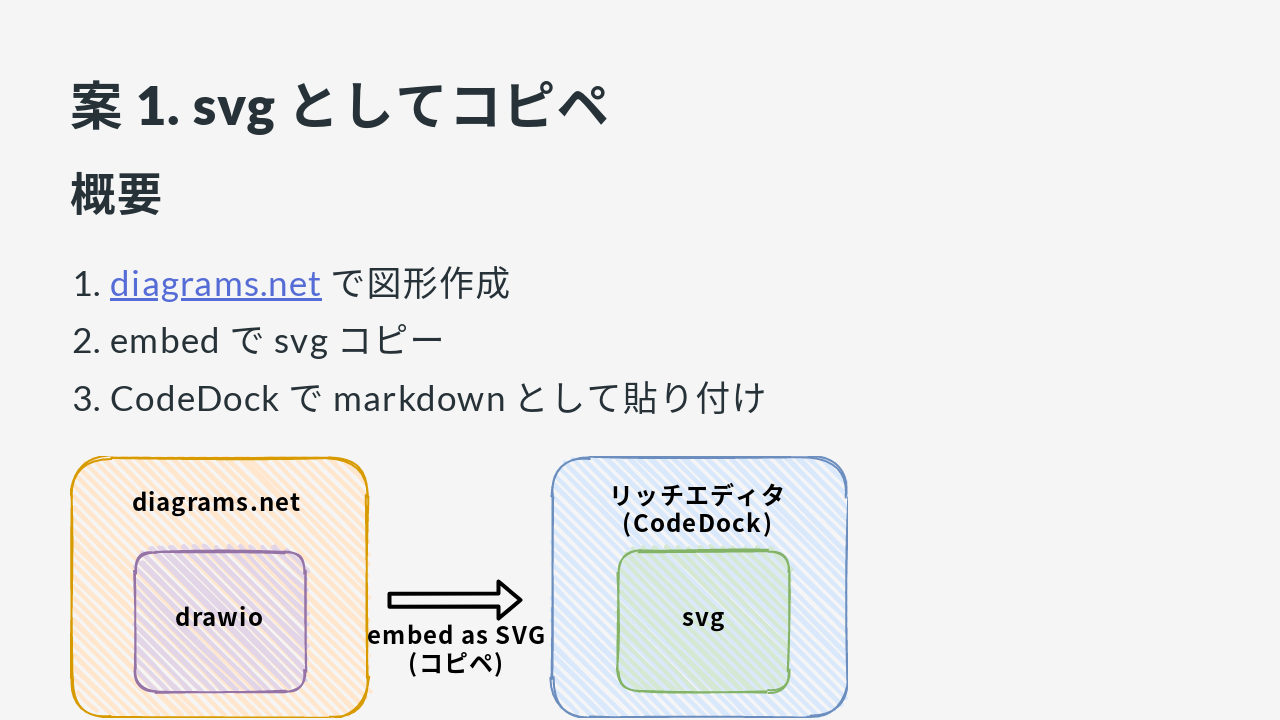 案 1. svg としてコピペ
概要
1. diagrams.net で図形作成
2. embed で svg コピー
3. CodeDock で markdown として貼り付け
diagrams.net
drawio
embed as SVG
(コピペ)
リッチエディタ
(CodeDock)
svg